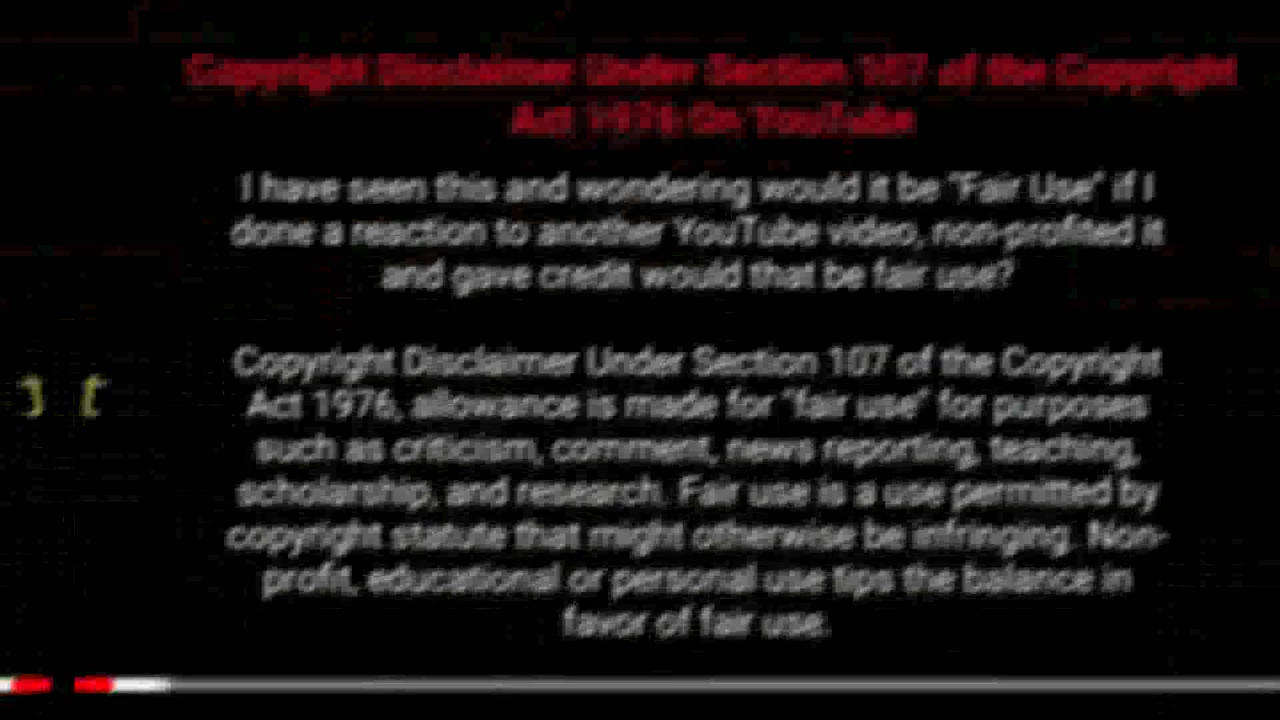 Copyright Disclaimer Under Section 107 of the Copyright
Act 1976 On YouTube
I have seen this and wondering would it be "Fair Use" if I
done a reaction to another YouTube video, non-profited it
and gave credit would that be fair use?
Copyright Disclaimer Under Section 107 of the Copyright
Act 1976, allowance is made for "fair use" for purposes
such as criticism, comment, news reporting, teaching,
scholarship, and research. Fair use is a use permitted by
copyright statute that might otherwise be infringing. Non-
profit, educational or personal use tips the balance in
favor of fair use.